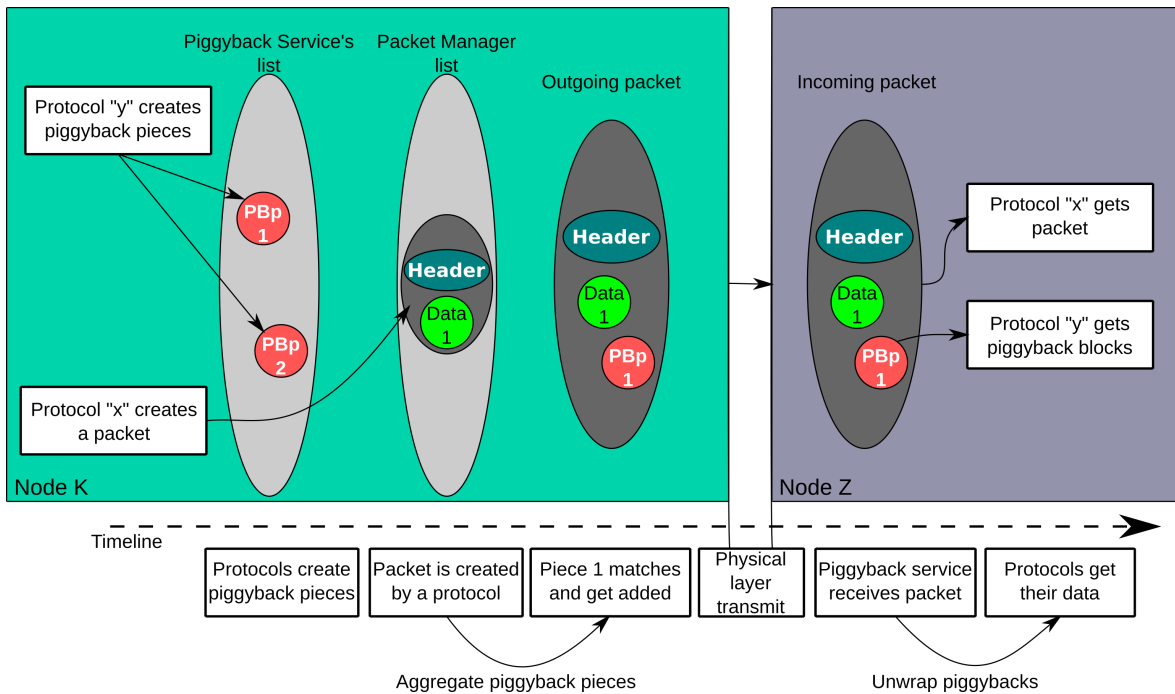 Piggyback Service's
list
Packet Manager
list
Outgoing packet
Incoming packet
Protocol "y" creates
piggyback pieces
PBp
1
PBp
2
Header
Data
1
Protocol "x" creates
a packet
Header
Data
1
PBp
1
Header
Data
1
PBp
1
Protocol "x" gets
packet
Protocol "y" gets
piggyback blocks
Node K
Node Z
Timeline
Protocols create
piggyback pieces
Packet is created
by a protocol
Piece 1 matches
and get added
Physical
layer
transmit
Piggyback service
receives packet
Protocols get
their data
Aggregate piggyback pieces
Unwrap piggybacks